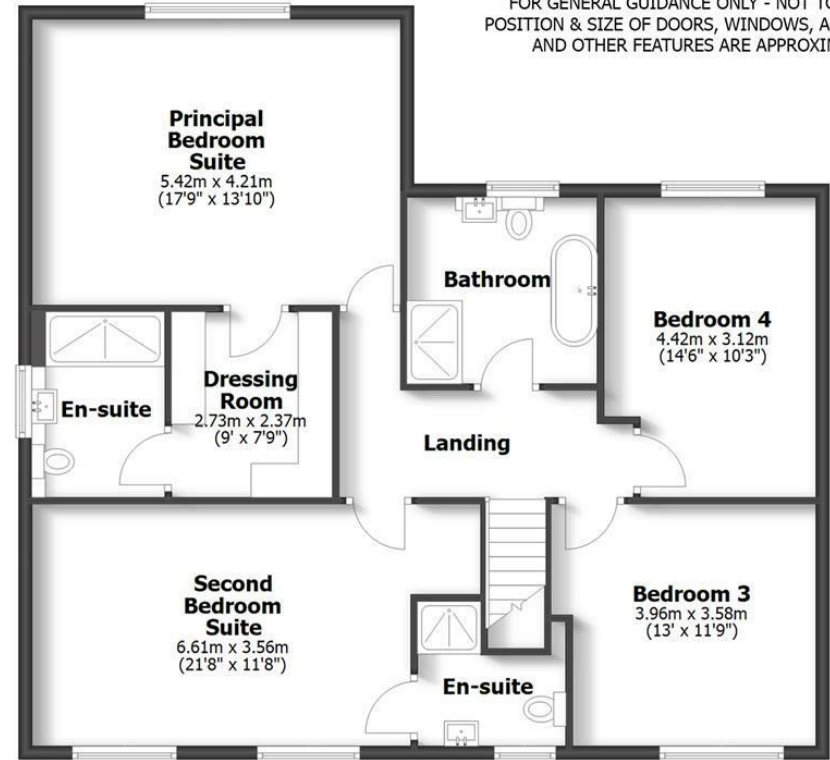 FOR GENERAL GUIDANCE ONLY - NOT TO
POSITION & SIZE OF DOORS, WINDOWS, A
AND OTHER FEATURES ARE APPROXI
Principal
Bedroom
Suite
5.42m x 4.21m
(17'9" x 13'10")
Bathroom
Bedroom 4
4.42m x 3.12m
(14'6" x 10'3")
En-suite
Dressing
Room
2.73m x 2.37m
(9' x 7'9")
Landing
Second
Bedroom
Suite
6.61m x 3.56m
(21'8" x 11'8")
Bedroom 3
3.96m x 3.58m
(13' x 11'9")
En-suite